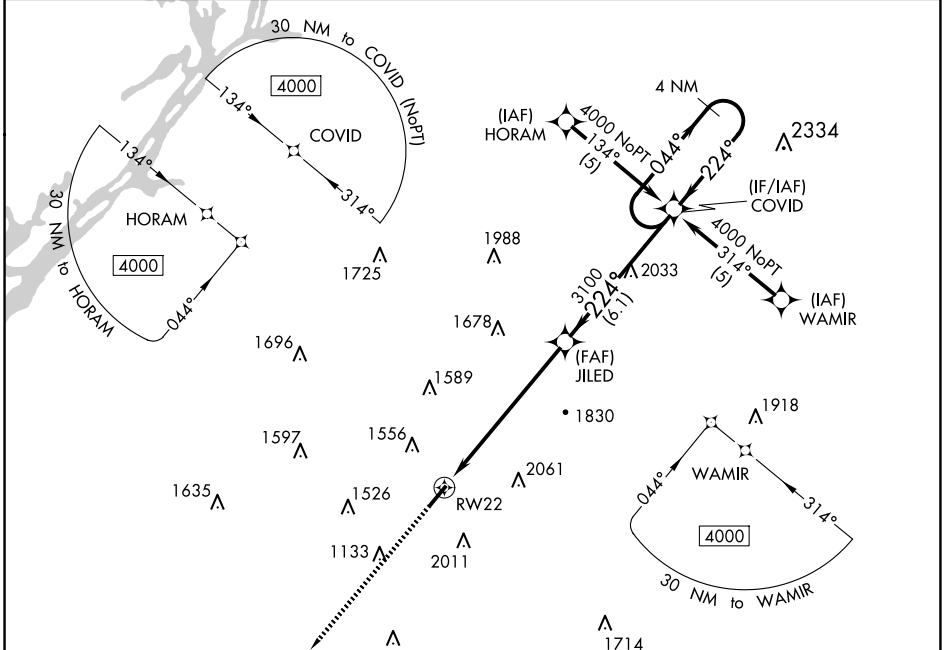 30 NM to COVID (NoPT)
4000
134°
COVID
314°
134°
HORAM
4000
044°
30 NM to HORAM
4 NM
(IAF)
HORAM
4000 NoPT
134°
(5)
044°
224°
2334
(IF/IAF)
COVID
4000 NoPT
314°
(5)
(IAF)
WAMIR
1725
1988
2033
3100
224°
(6.1)
1678
(FAF)
JILED
1696
1589
1830
1918
1597
1556
WAMIR
044°
314°
4000
30 NM to WAMIR
2061
RW22
1635
1526
1133
2011
1714